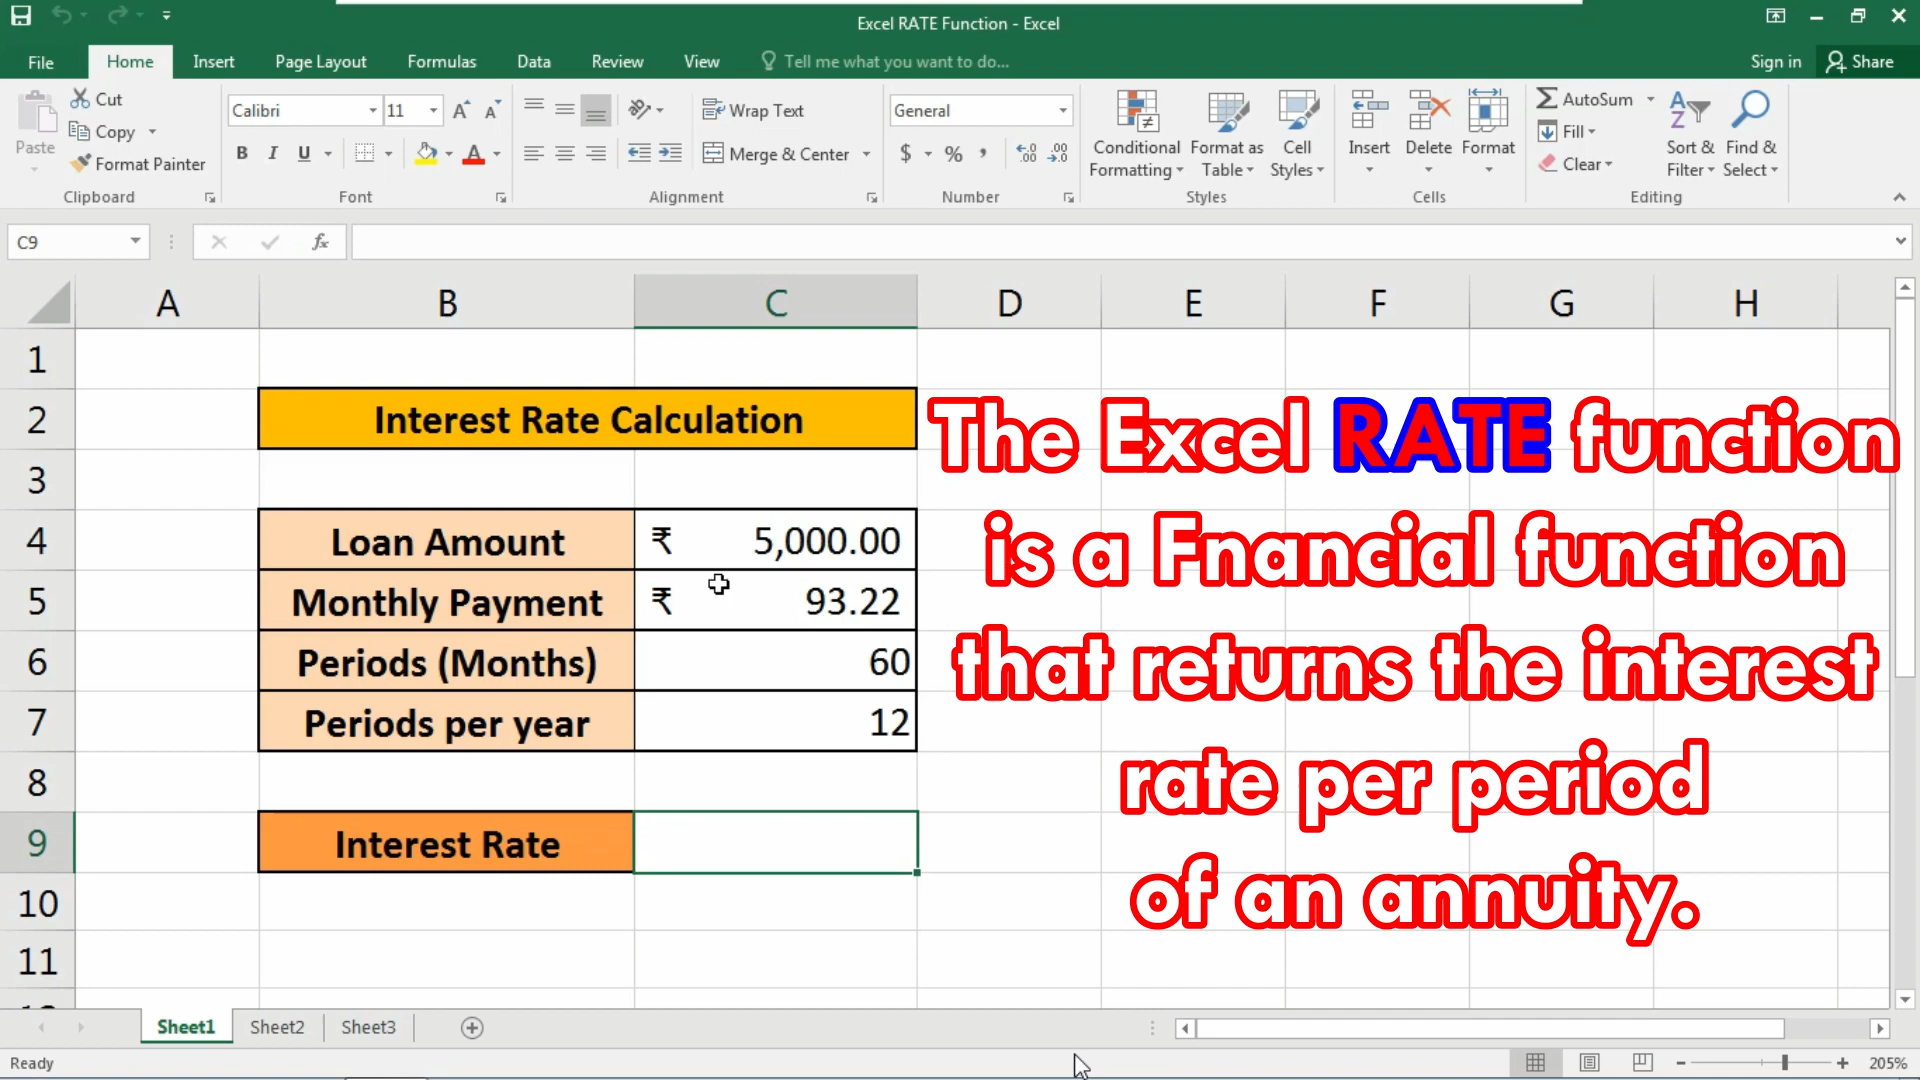 Excel RATE Function - Excel
File Home Insert Page Layout Formulas Data Review View Tell me what you want to do... Sign in Share
Paste
Cut
Copy
Format Painter
Clipboard
Calibri 11
B I U A
Font
Wrap Text
Merge & Center
Alignment
General
$ % ,
Number
Conditional Formatting
Format as Table
Cell Styles
Styles
Insert Delete Format
Cells
AutoSum
Fill
Clear
Sort & Filter
Find & Select
Editing
C9 fx
A B C D E F G H
1
2 Interest Rate Calculation
3
4 Loan Amount ₹ 5,000.00
5 Monthly Payment ₹ 93.22
6 Periods (Months) 60
7 Periods per year 12
8
9 Interest Rate
10
11
The Excel RATE function
is a Fnancial function
that returns the interest
rate per period
of an annuity.
Sheet1 Sheet2 Sheet3
Ready 205%